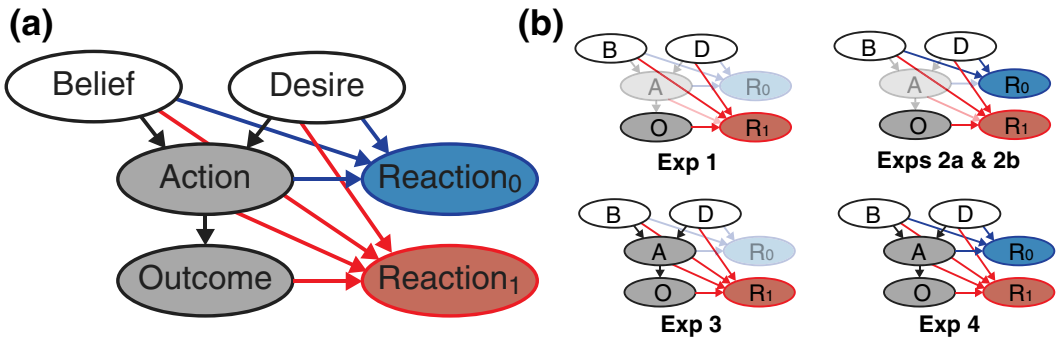 (a)
Belief
Desire
Action
Reaction₀
Outcome
Reaction₁
(b)
B
D
A
R₀
O
R₁
Exp 1
B
D
A
R₀
O
R₁
Exps 2a & 2b
B
D
A
R₀
O
R₁
Exp 3
B
D
A
R₀
O
R₁
Exp 4